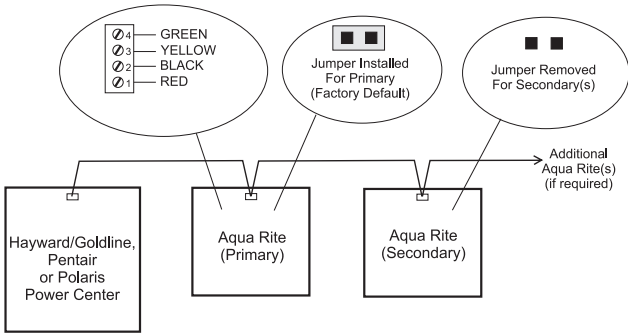 4 GREEN
3 YELLOW
2 BLACK
1 RED
Jumper Installed
For Primary
(Factory Default)
Jumper Removed
For Secondary(s)
Additional
Aqua Rite(s)
(if required)
Hayward/Goldline,
Pentair
or Polaris
Power Center
Aqua Rite
(Primary)
Aqua Rite
(Secondary)